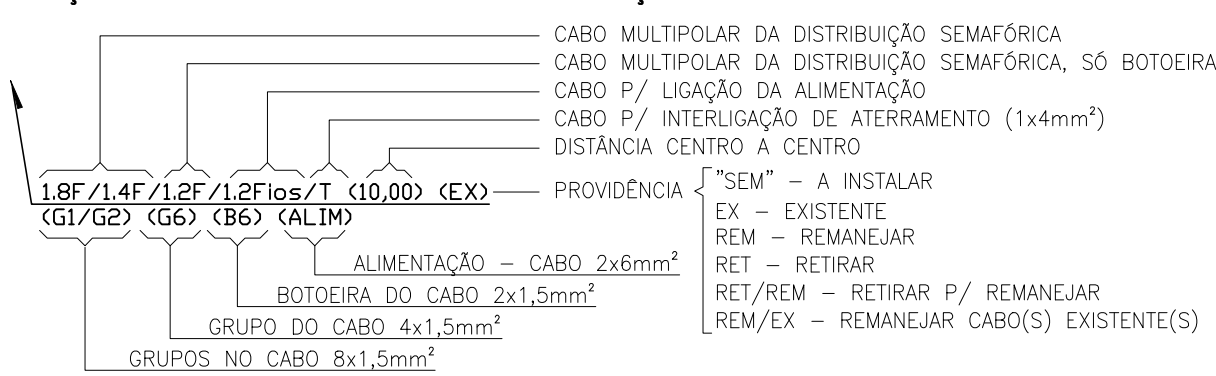 CABO MULTIPOLAR DA DISTRIBUIÇÃO SEMAFÓRICA
CABO MULTIPOLAR DA DISTRIBUIÇÃO SEMAFÓRICA, SÓ BOTOEIRA
CABO P/ LIGAÇÃO DA ALIMENTAÇÃO
CABO P/ INTERLIGAÇÃO DE ATERRAMENTO (1x4mm²)
DISTÂNCIA CENTRO A CENTRO
1.8F/1.4F/1.2F/1.2Fios/T (10,00) (EX)
PROVIDÊNCIA
"SEM" – A INSTALAR
EX – EXISTENTE
REM – REMANEJAR
RET – RETIRAR
RET/REM – RETIRAR P/ REMANEJAR
REM/EX – REMANEJAR CABO(S) EXISTENTE(S)
(G1/G2) (G6) (B6) (ALIM)
ALIMENTAÇÃO – CABO 2x6mm²
BOTOEIRA DO CABO 2x1,5mm²
GRUPO DO CABO 4x1,5mm²
GRUPOS NO CABO 8x1,5mm²